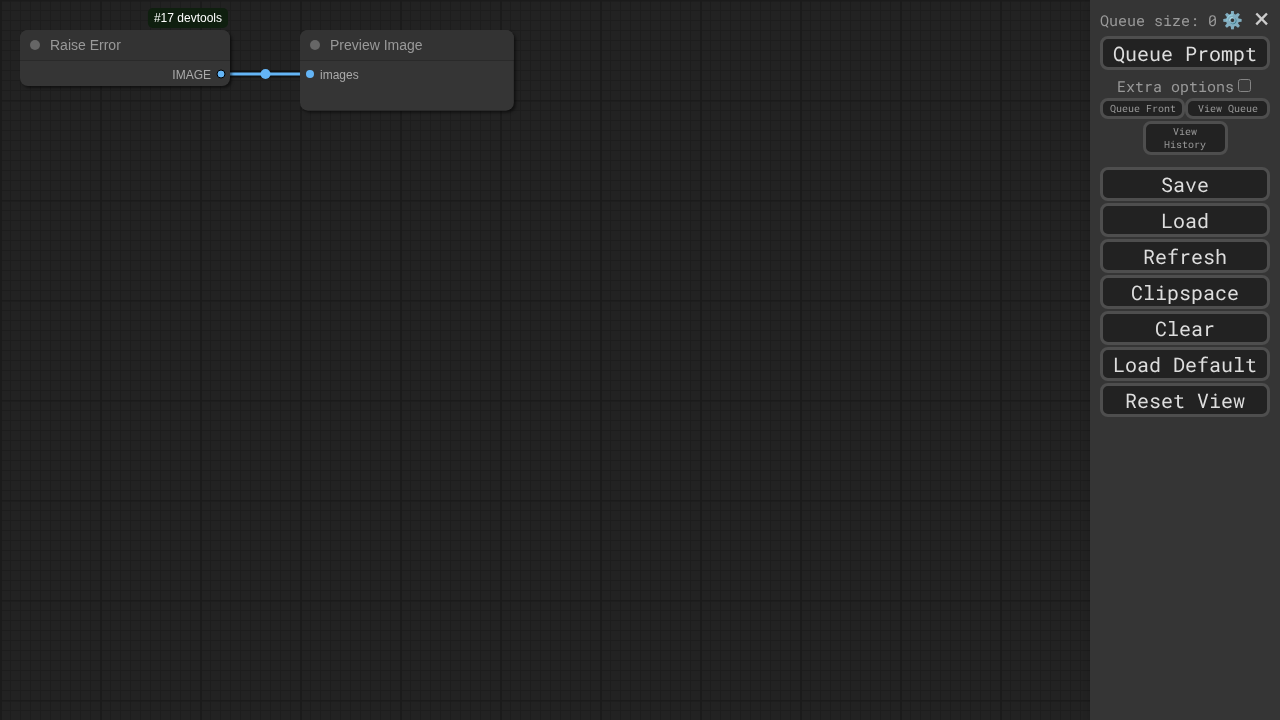 #17 devtools
Raise Error
IMAGE
Preview Image
images
Queue size: 0
Queue Prompt
Extra options
Queue Front
View Queue
View
History
Save
Load
Refresh
Clipspace
Clear
Load Default
Reset View